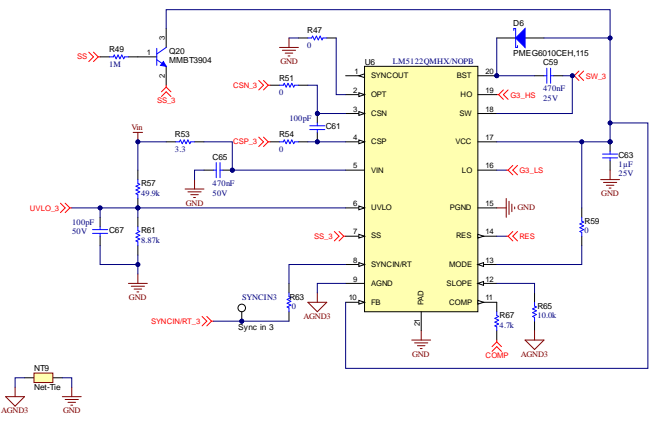 3
D6
R47
0
R49
SS
1M
1
Q20
MMBT3904
2
SS_3
GND
U6
LM5122QMHX/NOPB
PMEG6010CEH,115
C59
470nF
25V
SW_3
CSN_3
R51
0
100pF
C61
CSP_3
R54
0
1 SYNCOUT
2 OPT
3 CSN
4 CSP
5 VIN
6 UVLO
7 SS
8 SYNCIN/RT
9 AGND
10 FB
BST 20
HO 19
SW 18
VCC 17
LO 16
PGND 15
RES 14
MODE 13
SLOPE 12
COMP 11
PAD
21
G3_HS
G3_LS
GND
RES
C63
1µF
25V
GND
Vin
R53
3.3
C65
470nF
50V
GND
R57
49.9k
UVLO_3
100pF
50V
C67
R61
8.87k
GND
SS_3
R59
0
SYNCIN3
R63
0
SYNCIN/RT_3
Sync in 3
AGND3
GND
R67
4.7k
COMP
R65
10.0k
AGND3
NT9
Net-Tie
AGND3
GND